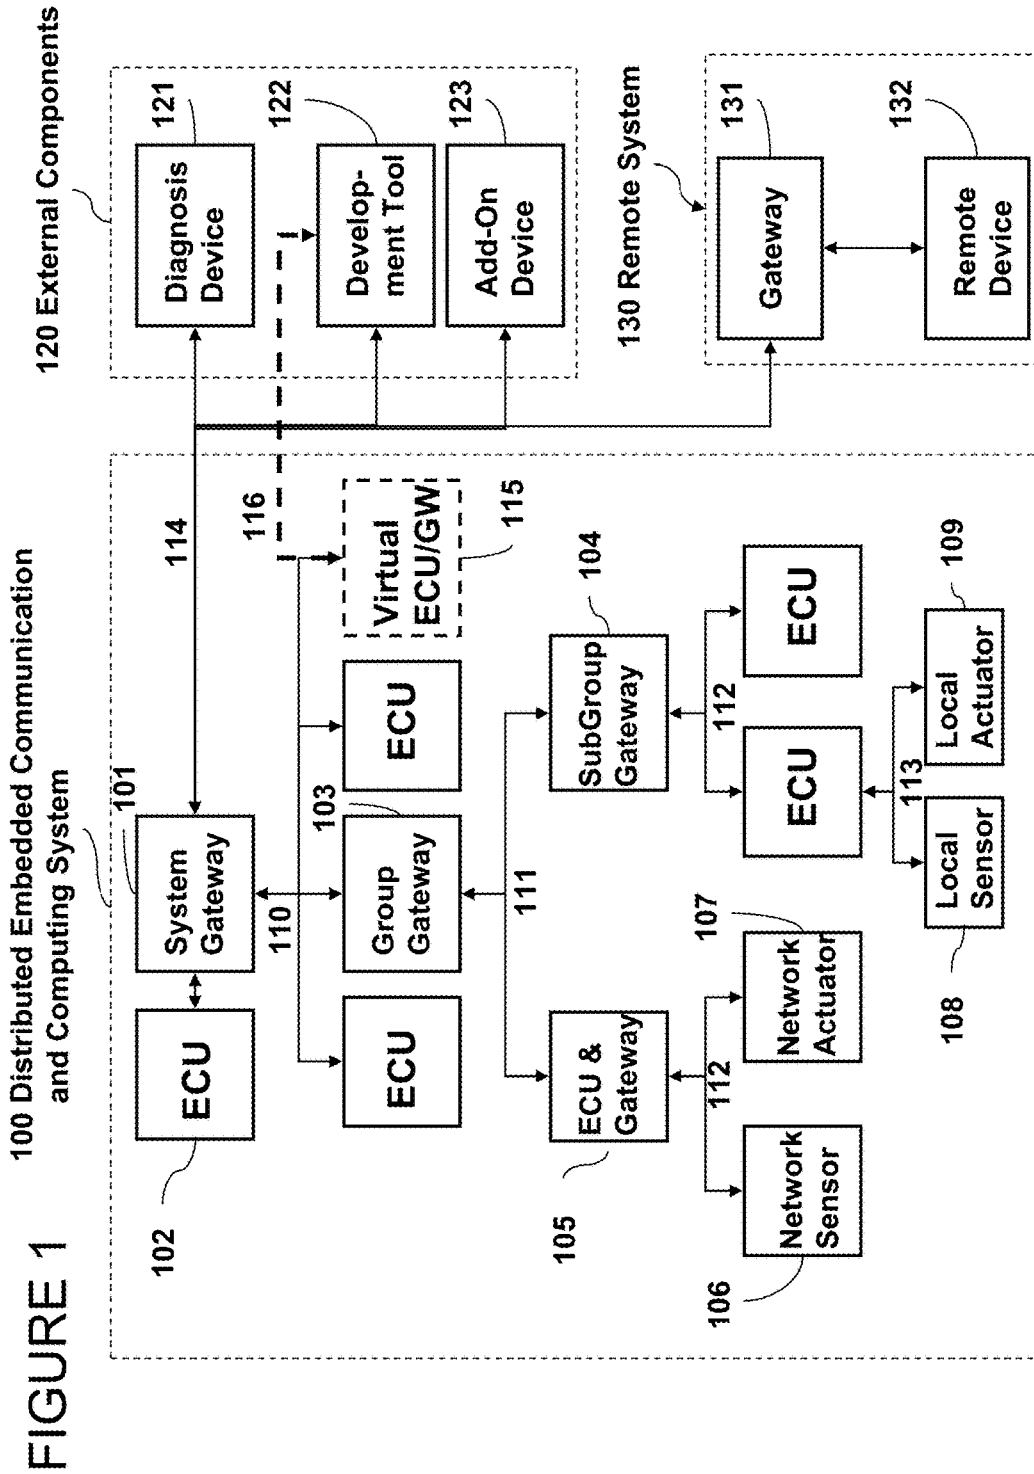 FIGURE 1
100 Distributed Embedded Communication
and Computing System
120 External Components
101
102
ECU
System
Gateway
114
121
Diagnosis
Device
116
122
Develop-
ment Tool
123
Add-On
Device
110
103
ECU
Group
Gateway
ECU
Virtual
ECU/GW
115
130 Remote System
131
Gateway
132
Remote
Device
111
105
ECU &
Gateway
104
SubGroup
Gateway
112
112
106
Network
Sensor
107
Network
Actuator
ECU
ECU
113
108
Local
Sensor
109
Local
Actuator